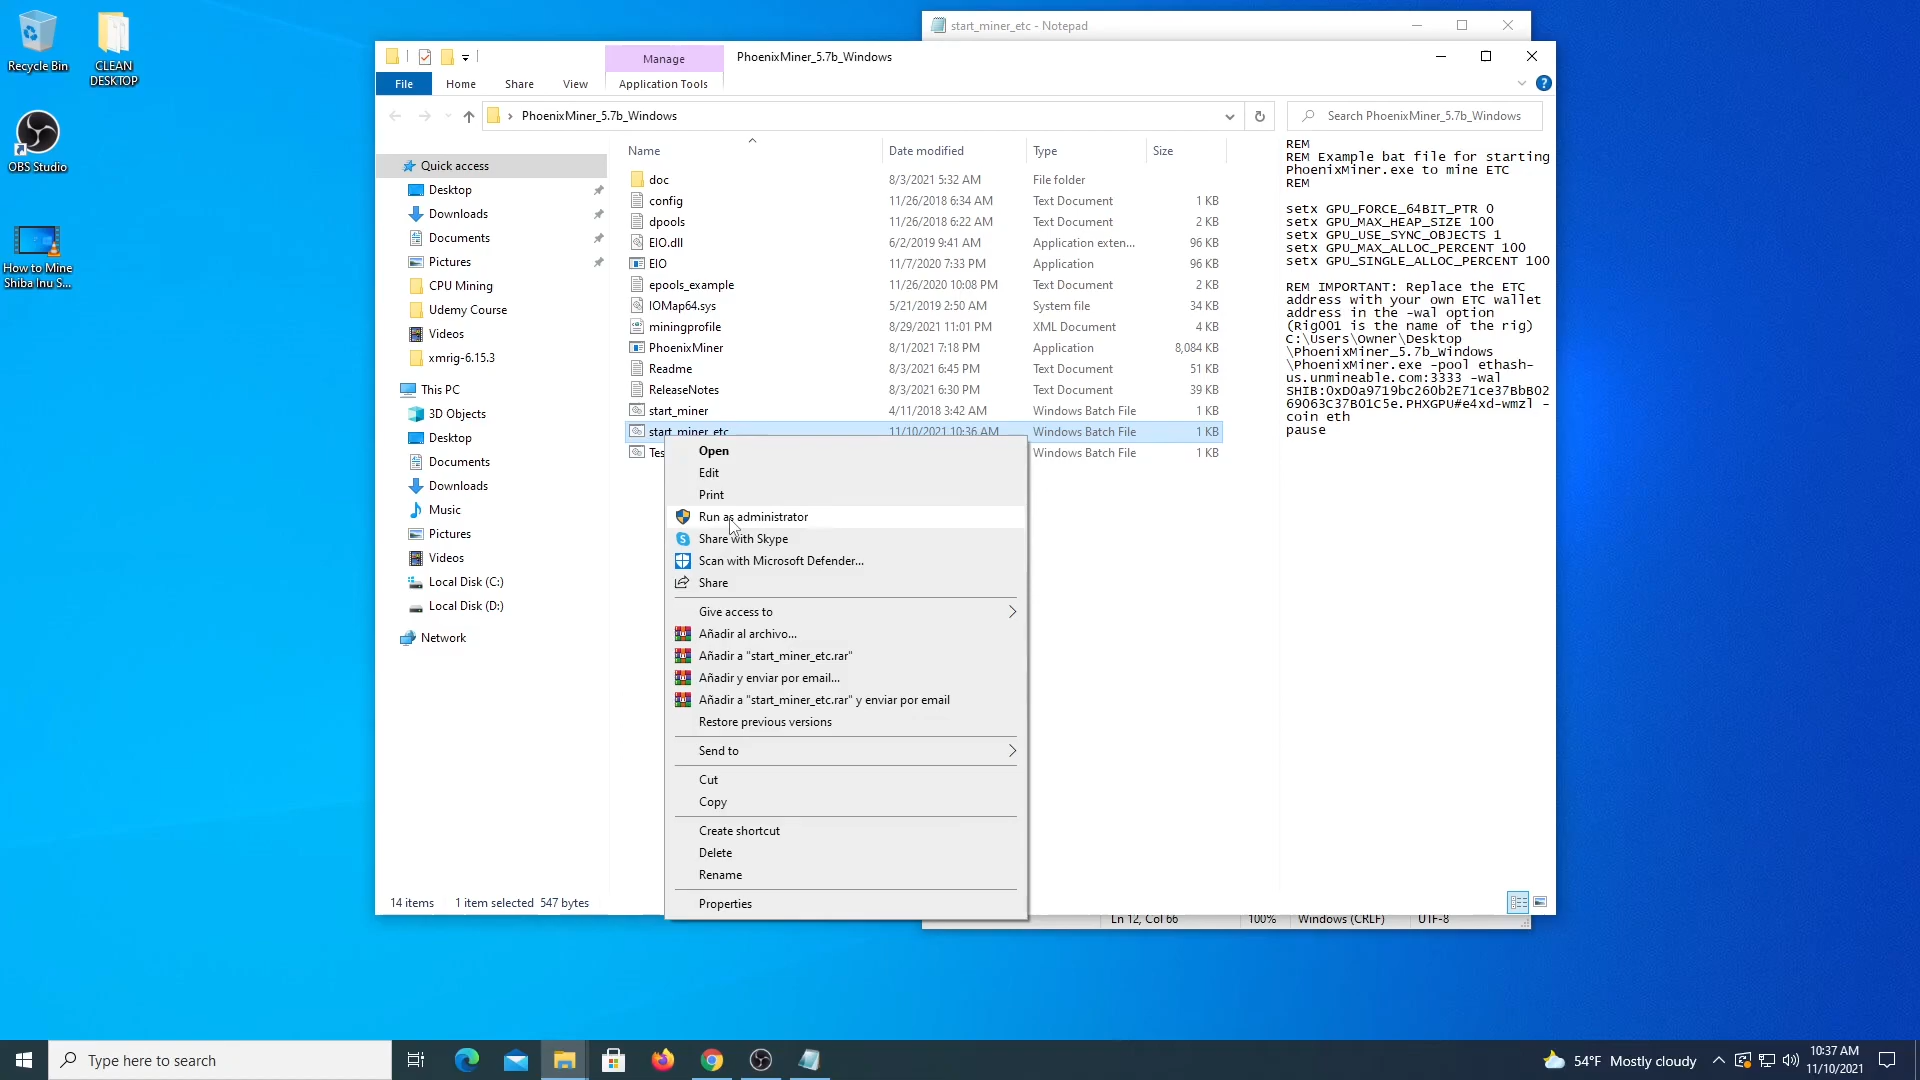 Recycle Bin
CLEAN
DESKTOP
OBS Studio
How to Mine
Shiba Inu S...
start_miner_etc - Notepad
Manage
PhoenixMiner_5.7b_Windows
File
Home
Share
View
Application Tools
PhoenixMiner_5.7b_Windows
Search PhoenixMiner_5.7b_Windows
Quick access
Desktop
Downloads
Documents
Pictures
CPU Mining
Udemy Course
Videos
xmrig-6.15.3
This PC
3D Objects
Desktop
Documents
Downloads
Music
Pictures
Videos
Local Disk (C:)
Local Disk (D:)
Network
Name Date modified Type Size
doc 8/3/2021 5:32 AM File folder
config 11/26/2018 6:34 AM Text Document 1 KB
dpools 11/26/2018 6:22 AM Text Document 2 KB
EIO.dll 6/2/2019 9:41 AM Application exten... 96 KB
EIO 11/7/2020 7:33 PM Application 96 KB
epools_example 11/26/2020 10:08 PM Text Document 2 KB
IOMap64.sys 5/21/2019 2:50 AM System file 34 KB
miningprofile 8/29/2021 11:01 PM XML Document 4 KB
PhoenixMiner 8/1/2021 7:18 PM Application 8,084 KB
Readme 8/3/2021 6:45 PM Text Document 51 KB
ReleaseNotes 8/3/2021 6:30 PM Text Document 39 KB
start_miner 4/11/2018 3:42 AM Windows Batch File 1 KB
start_miner_etc 11/10/2021 10:36 AM Windows Batch File 1 KB
Tes Windows Batch File 1 KB
Open
Edit
Print
Run as administrator
Share with Skype
Scan with Microsoft Defender...
Share
Give access to
Añadir al archivo...
Añadir a "start_miner_etc.rar"
Añadir y enviar por email...
Añadir a "start_miner_etc.rar" y enviar por email
Restore previous versions
Send to
Cut
Copy
Create shortcut
Delete
Rename
Properties
REM
REM Example bat file for starting
PhoenixMiner.exe to mine ETC
REM
setx GPU_FORCE_64BIT_PTR 0
setx GPU_MAX_HEAP_SIZE 100
setx GPU_USE_SYNC_OBJECTS 1
setx GPU_MAX_ALLOC_PERCENT 100
setx GPU_SINGLE_ALLOC_PERCENT 100
REM IMPORTANT: Replace the ETC
address with your own ETC wallet
address in the -wal option
(Rig001 is the name of the rig)
C:\Users\Owner\Desktop
\PhoenixMiner_5.7b_Windows
\PhoenixMiner.exe -pool ethash-
us.unmineable.com:3333 -wal
SHIB:0xD0a9719bc260b2E71ce37BbB02
69063C37B01C5e.PHXGPU#e4xd-wmzl -
coin eth
pause
14 items 1 item selected 547 bytes
Ln 12, Col 66 100% Windows (CRLF) UTF-8
Type here to search
54°F Mostly cloudy
10:37 AM
11/10/2021